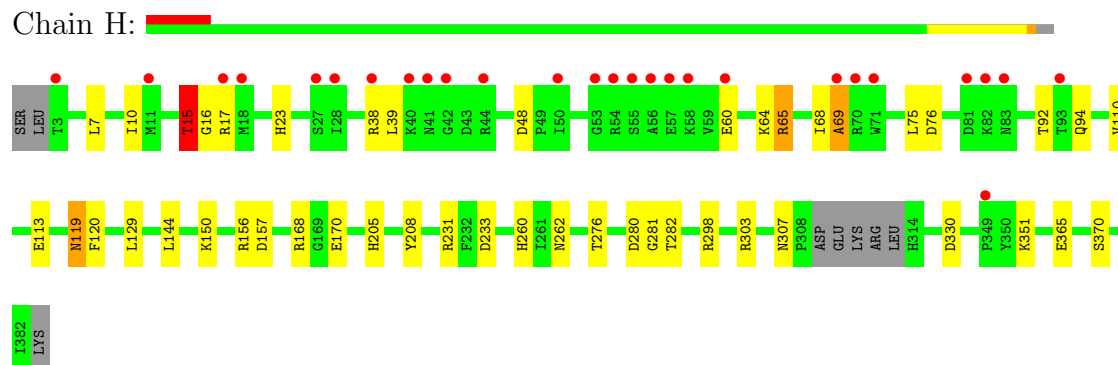 Chain H:
SER LEU T3 L7 I10 M11 T15 G16 R17 M18 H23 S27 I28 R38 L39 K40 N41 G42 D43 R44 D48 P49 I50 G53 R54 S55 A56 E57 K58 V59 E60 K64 R65 I68 A69 R70 W71 L75 D76 D81 K82 N83 T92 T93 Q94
E113 N119 F120 L129 L144 K150 R156 D157 R168 G169 E170 H205 Y208 R231 F232 D233 H260 I261 N262 T276 D280 G281 T282 R298 R303 N307 P308 ASP GLU LYS ARG LEU H314 D330 P349 Y350 K351 E365 S370
I382 LYS